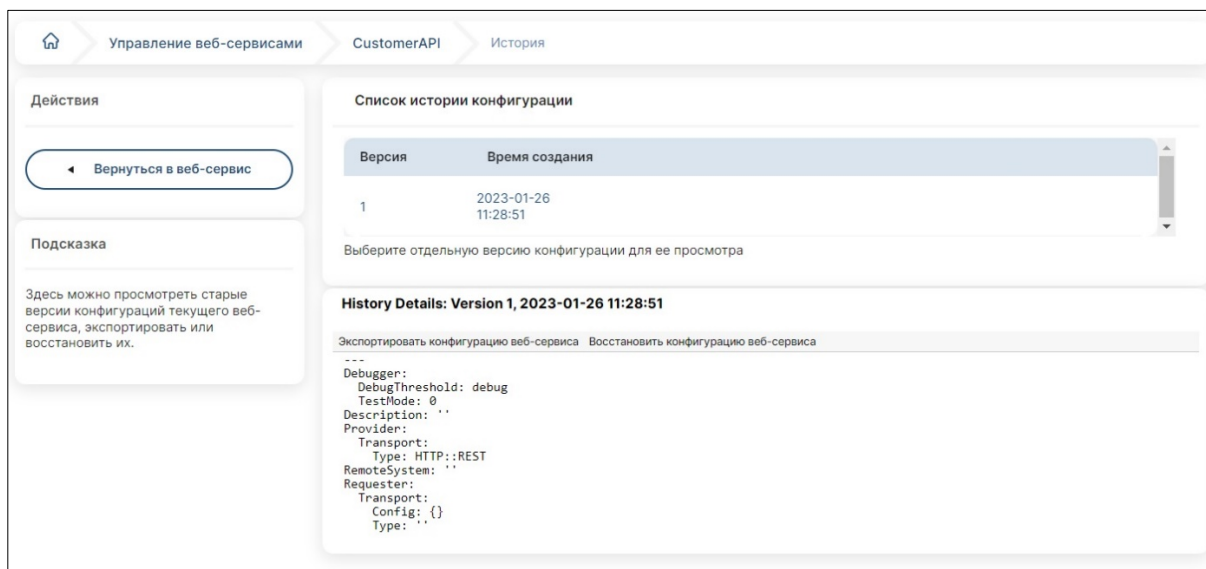 Управление веб-сервисами CustomerAPI История
Действия
Вернуться в веб-сервис
Подсказка
Здесь можно просмотреть старые
версии конфигураций текущего веб-
сервиса, экспортировать или
восстановить их.
Список истории конфигурации
Версия Время создания
1 2023-01-26
11:28:51
Выберите отдельную версию конфигурации для ее просмотра
History Details: Version 1, 2023-01-26 11:28:51
Экспортировать конфигурацию веб-сервиса Восстановить конфигурацию веб-сервиса
---
Debugger:
  DebugThreshold: debug
  TestMode: 0
Description: ''
Provider:
  Transport:
    Type: HTTP::REST
RemoteSystem: ''
Requester:
  Transport:
    Config: {}
    Type: ''